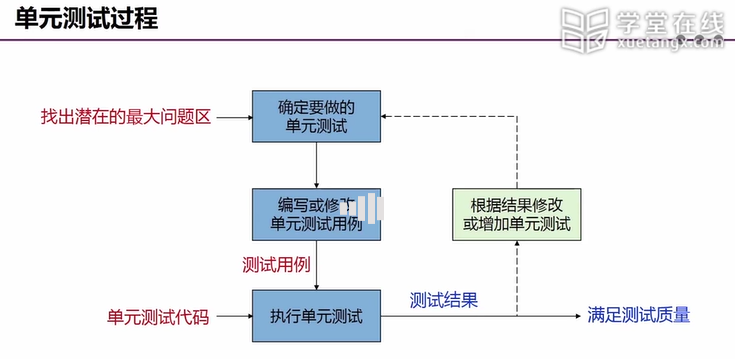 单元测试过程
学堂在线
xuetangx.com
找出潜在的最大问题区
确定要做的
单元测试
编写或修改
单元测试用例
根据结果修改
或增加单元测试
测试用例
测试结果
单元测试代码
执行单元测试
满足测试质量